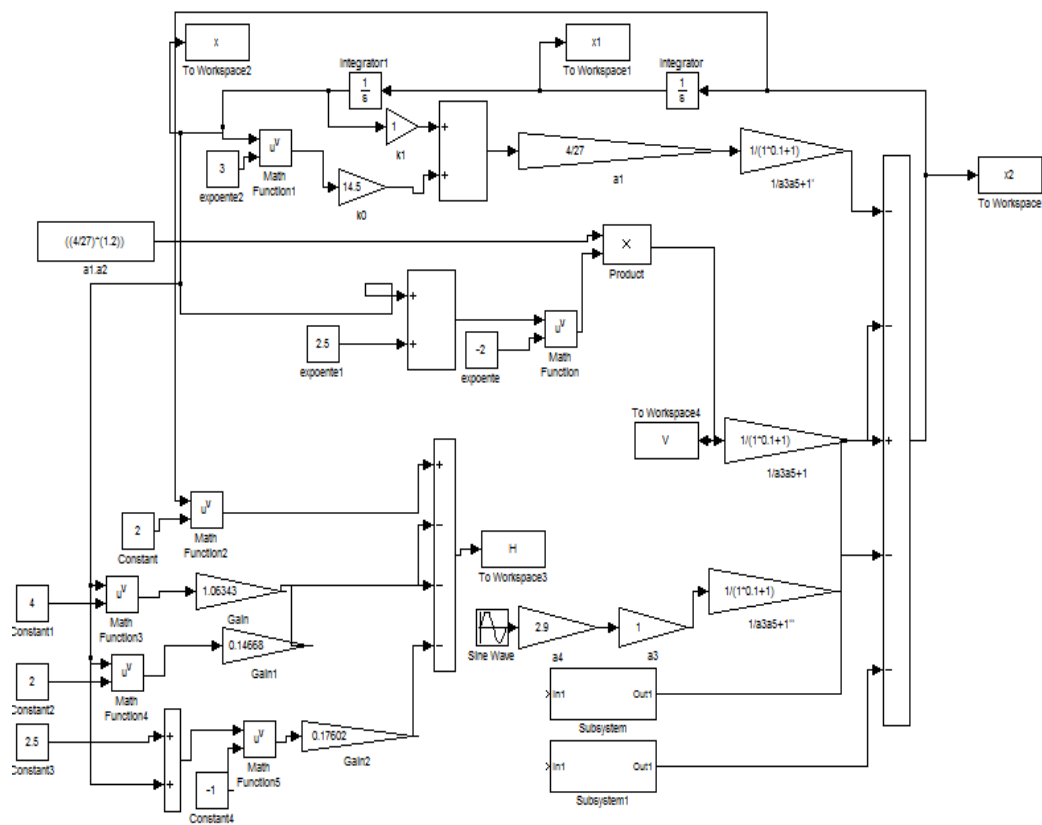 x
To Workspace2
Integrator1
1
s
x1
To Workspace1
Integrator
1
s
3
expoente2
u^v
Math
Function1
1
k1
14.5
k0
+
+
4/27
a1
1/(1*0.1+1)
1/a3a5+1'
x2
To Workspace
((4/27)*(1.2))
a1.a2
×
Product
2.5
expoente1
+
+
-2
expoente
u^v
Math
Function
To Workspace4
V
1/(1*0.1+1)
1/a3a5+1
−
−
+
−
−
2
Constant
u^v
Math
Function2
4
Constant1
u^v
Math
Function3
1.06343
Gain
0.14668
Gain1
2
Constant2
u^v
Math
Function4
2.5
Constant3
+
+
-1
Constant4
u^v
Math
Function5
0.17602
Gain2
+
−
−
−
H
To Workspace3
Sine Wave
2.9
a4
1
a3
1/(1*0.1+1)
1/a3a5+1''
In1
Out1
Subsystem
In1
Out1
Subsystem1